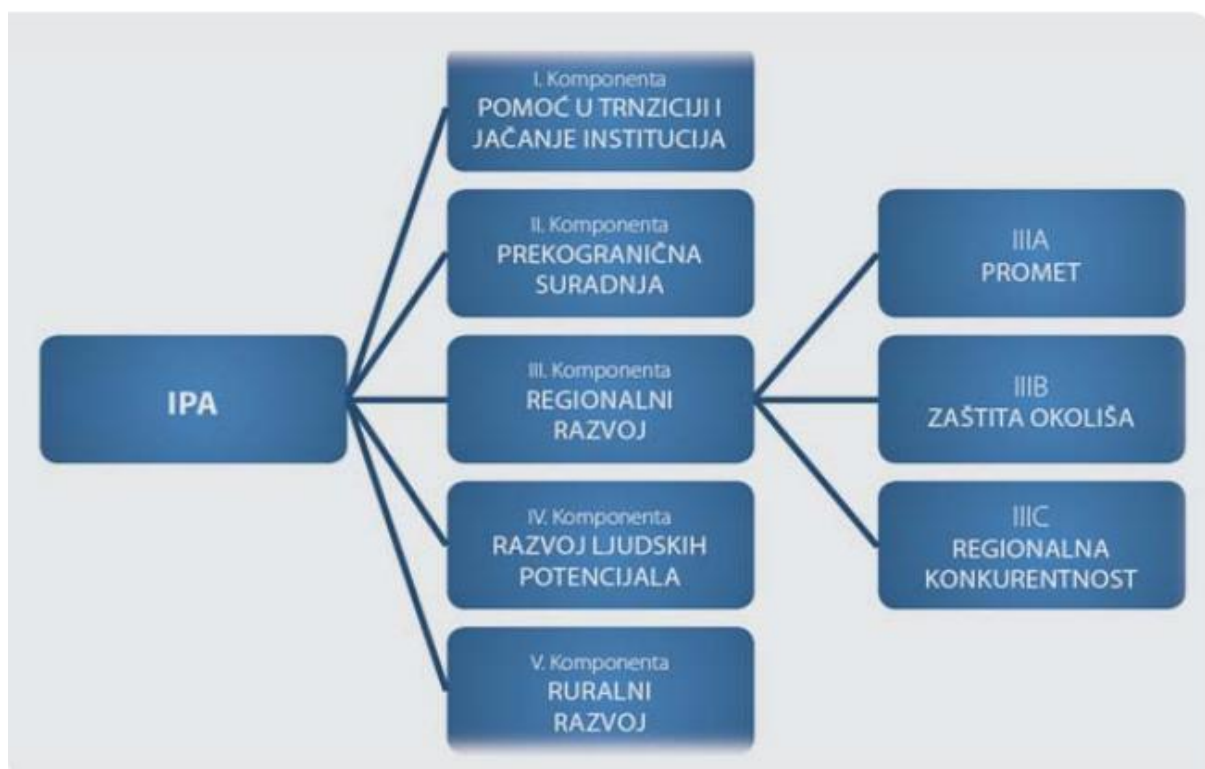 IPA
I. Komponenta
POMOĆ U TRNZICIJI I
JAČANJE INSTITUCIJA
II. Komponenta
PREKOGRANIČNA
SURADNJA
III. Komponenta
REGIONALNI
RAZVOJ
IV. Komponenta
RAZVOJ LJUDSKIH
POTENCIJALA
V. Komponenta
RURALNI
RAZVOJ
IIIA
PROMET
IIIB
ZAŠTITA OKOLIŠA
IIIC
REGIONALNA
KONKURENTNOST